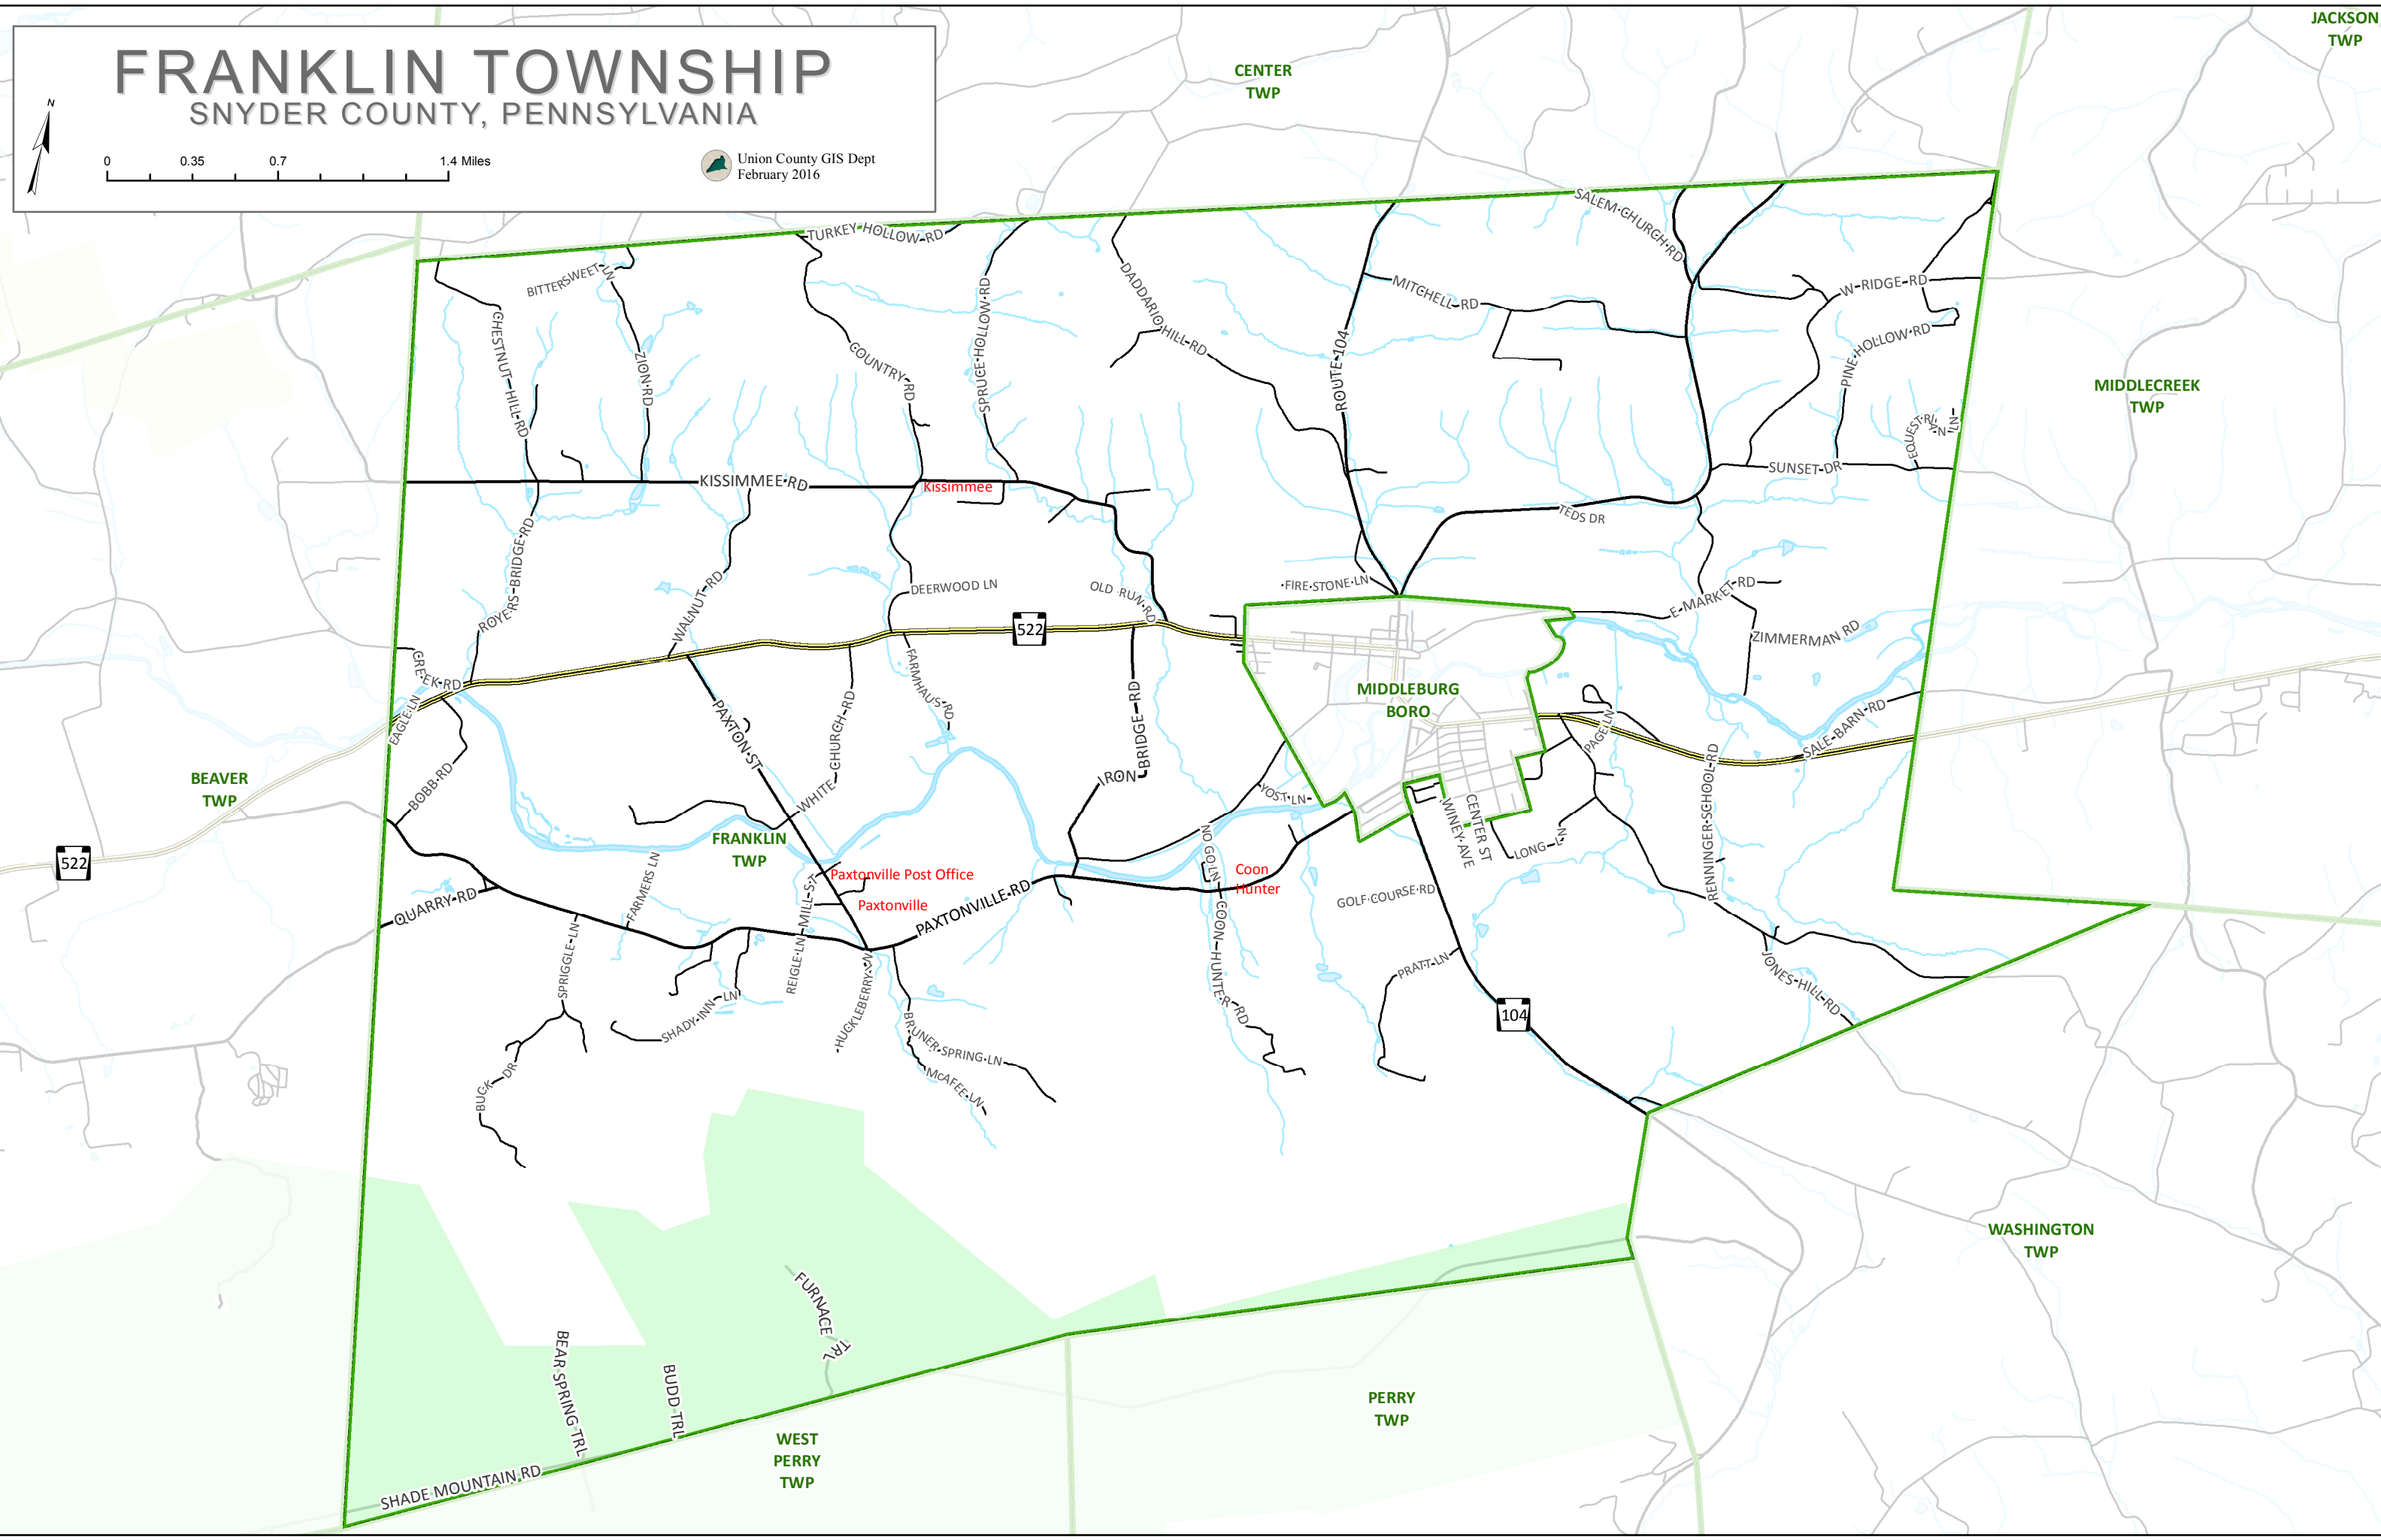 FRANKLIN TOWNSHIP
SNYDER COUNTY, PENNSYLVANIA
N
0 0.35 0.7 1.4 Miles
Union County GIS Dept
February 2016
JACKSON
TWP
CENTER
TWP
MIDDLECREEK
TWP
BEAVER
TWP
FRANKLIN
TWP
MIDDLEBURG
BORO
WASHINGTON
TWP
PERRY
TWP
WEST
PERRY
TWP
TURKEY HOLLOW RD
SALEM CHURCH RD
BITTERSWEET LN
CHESTNUT HILL RD
ZION RD
COUNTRY RD
SPRUCE HOLLOW RD
DADDARIO HILL RD
ROUTE 104
MITCHELL RD
W RIDGE RD
PINE HOLLOW RD
EQUESTRIAN LN
LN
SUNSET DR
KISSIMMEE RD
Kissimmee
TEDS DR
ROYERS BRIDGE RD
WALNUT RD
DEERWOOD LN
OLD RUN RD
FIRE STONE LN
E MARKET RD
ZIMMERMAN RD
522
CREEK RD
EAGLE LN
FARMHAUS RD
PAXTON ST
WHITE CHURCH RD
IRON BRIDGE RD
PAGE LN
SALE BARN RD
RENNINGER SCHOOL RD
BOBB RD
YOST LN
WINEY AVE
CENTER ST
LONG LN
522
NO GO LN
Coon
Hunter
Paxtonville Post Office
Paxtonville
FARMERS LN
MILL ST
QUARRY RD
PAXTONVILLE RD
GOLF COURSE RD
COON HUNTER RD
SPRIGGLE LN
REIGLE LN
HUCKLEBERRY LN
PRATT LN
JONES HILL RD
SHADY INN LN
104
BRUNER SPRING LN
McAFEE LN
BUCK DR
FURNACE TRL
BEAR SPRING TRL
BUDD TRL
SHADE MOUNTAIN RD